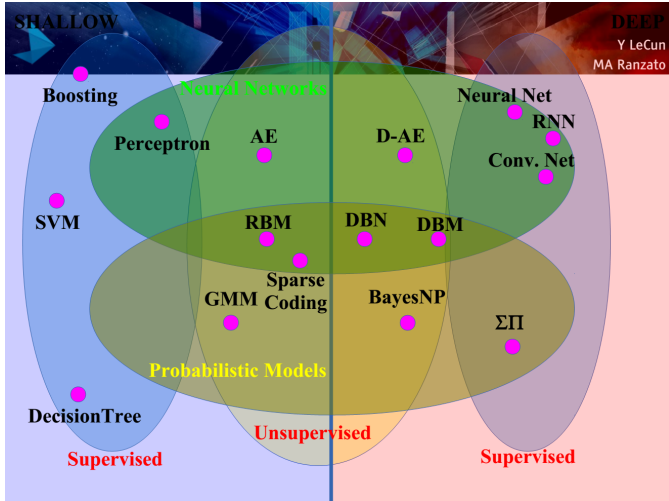 SHALLOW
DEEP
Y LeCun
MA Ranzato
Boosting
Neural Networks
Neural Net
RNN
Perceptron
AE
D-AE
Conv. Net
SVM
RBM
DBN
DBM
Sparse
Coding
GMM
BayesNP
ΣΠ
Probabilistic Models
DecisionTree
Unsupervised
Supervised
Supervised